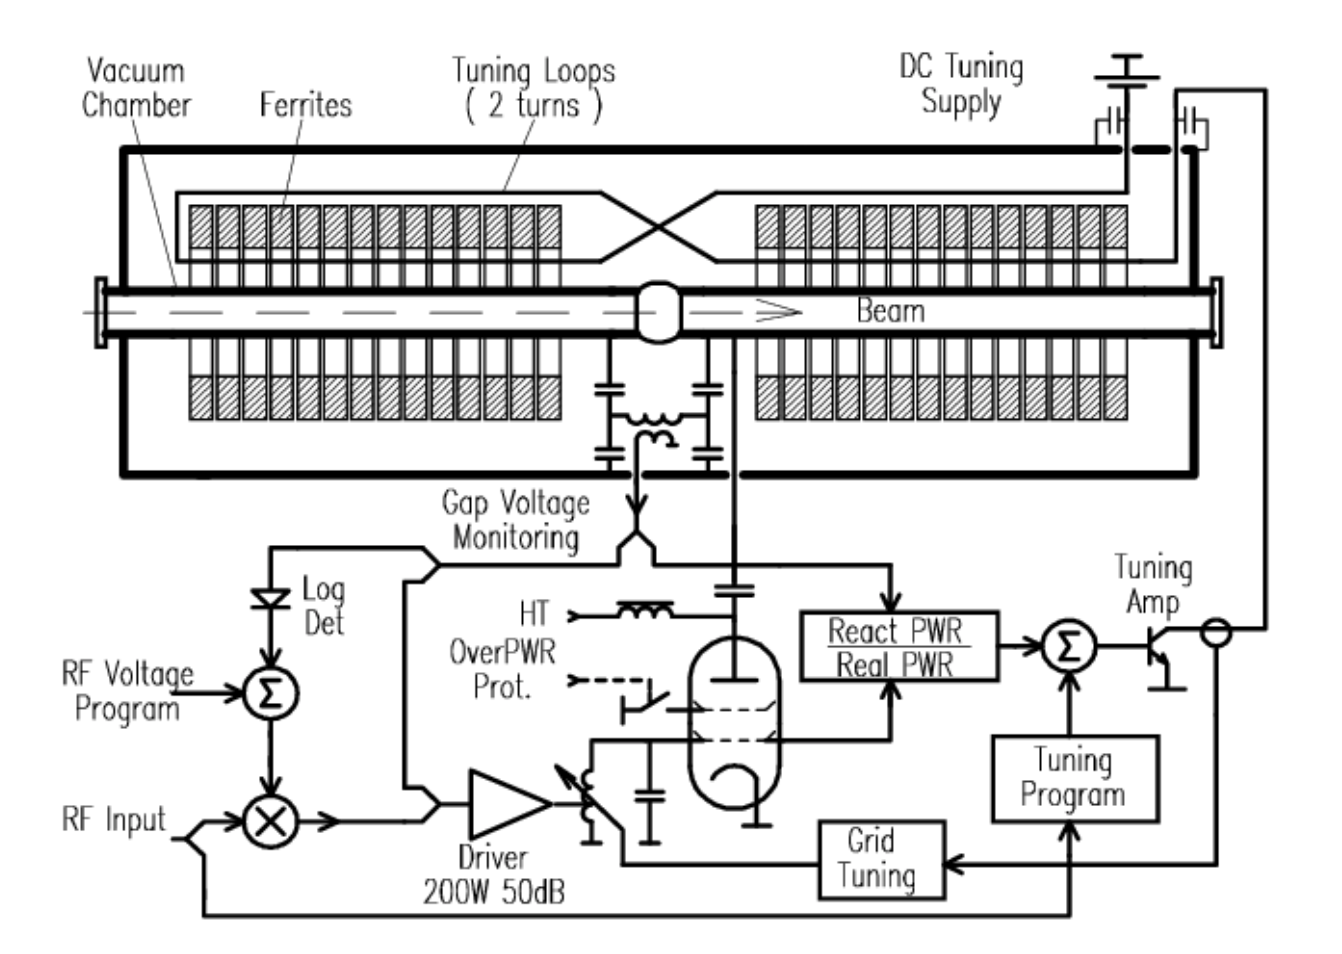 Vacuum
Chamber
Ferrites
Tuning Loops
( 2 turns )
DC Tuning
Supply
Beam
Gap Voltage
Monitoring
Log
Det
HT
OverPWR
Prot.
React PWR
Real PWR
Σ
Tuning
Amp
RF Voltage
Program
Σ
RF Input
Driver
200W 50dB
Grid
Tuning
Tuning
Program